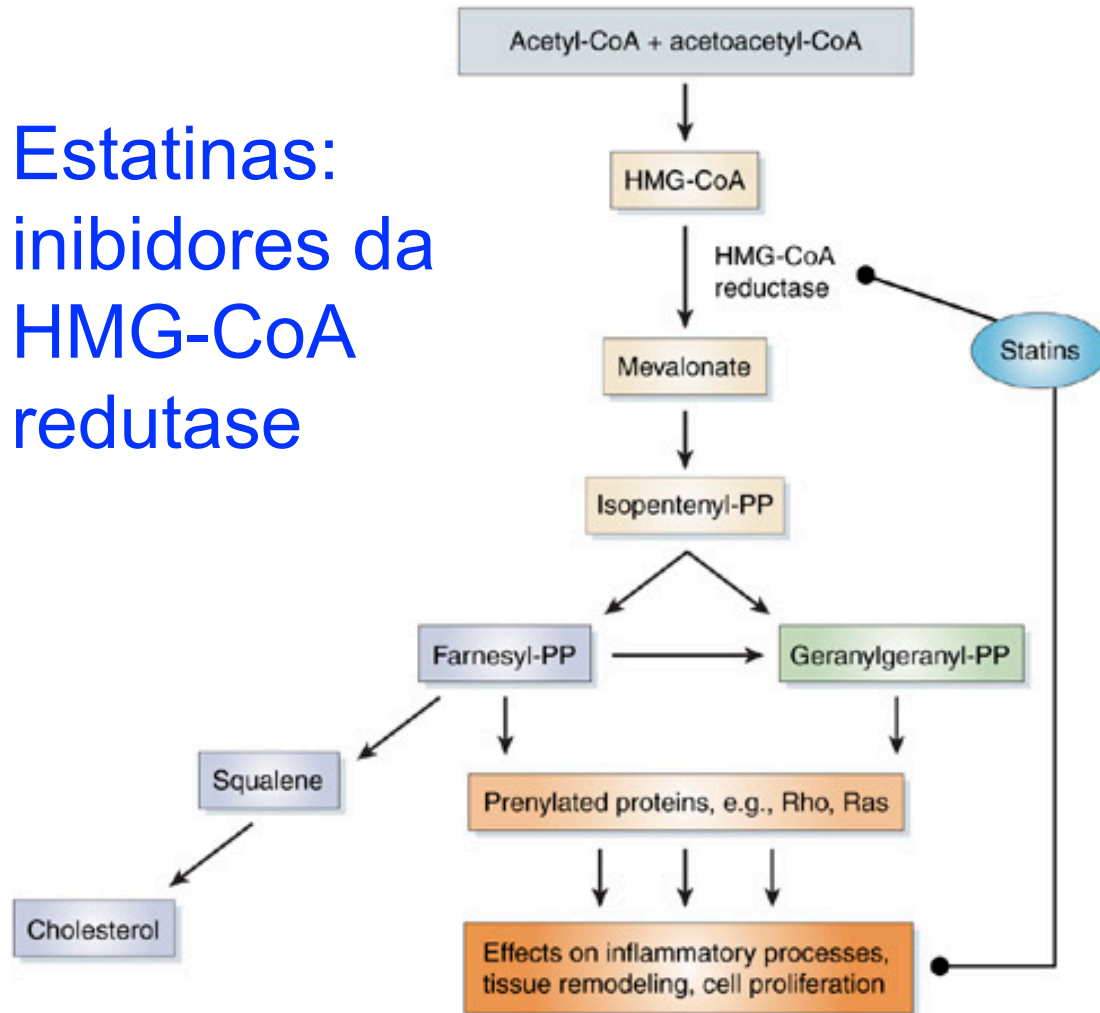 Estatinas:
inibidores da
HMG-CoA
redutase
Acetyl-CoA + acetoacetyl-CoA
HMG-CoA
HMG-CoA
reductase
Statins
Mevalonate
Isopentenyl-PP
Farnesyl-PP
Geranylgeranyl-PP
Squalene
Prenylated proteins, e.g., Rho, Ras
Cholesterol
Effects on inflammatory processes,
tissue remodeling, cell proliferation